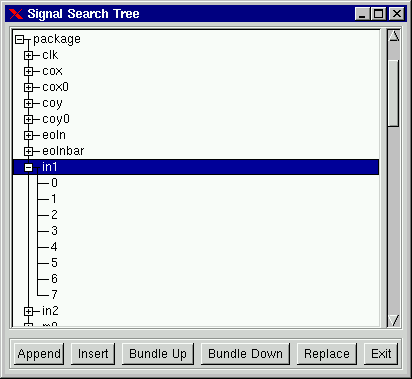 Signal Search Tree
package
clk
cox
cox0
coy
coy0
eoln
eolnbar
in1
0
1
2
3
4
5
6
7
in2
Append Insert Bundle Up Bundle Down Replace Exit